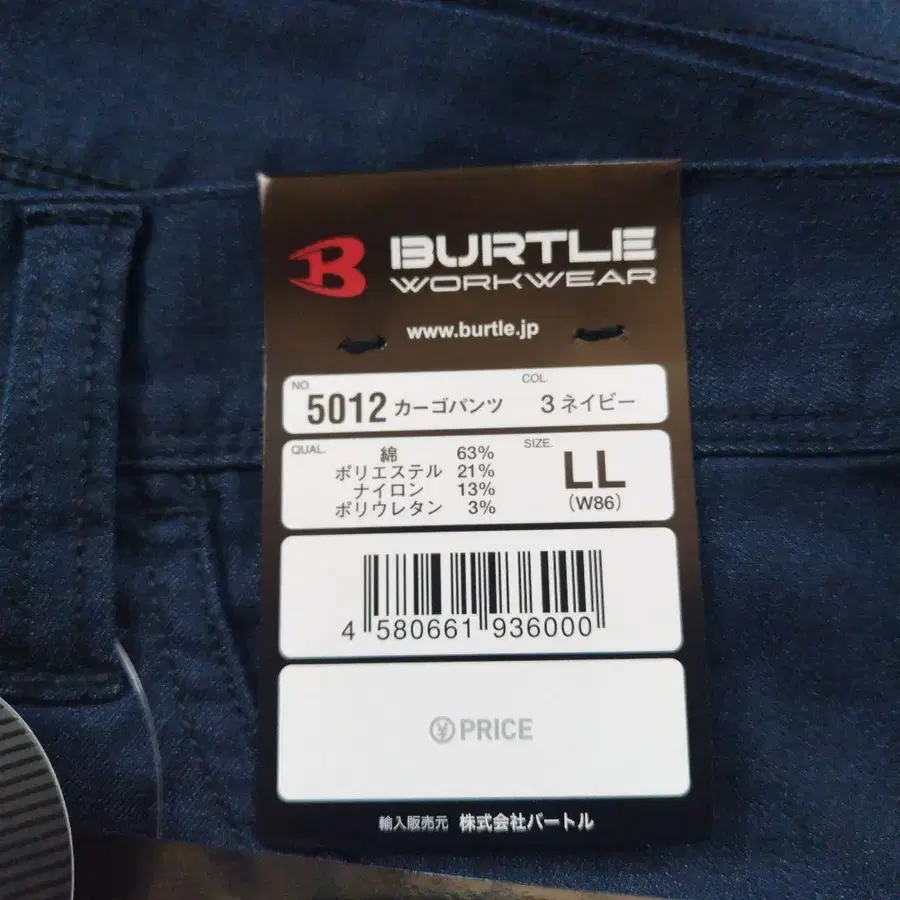 BURTLE
WORKWEAR
www.burtle.jp
NO. COL.
5012 カーゴパンツ 3 ネイビー
QUAL. SIZE.
綿 63%
ポリエステル 21%
ナイロン 13%
ポリウレタン 3%
LL
(W86)
4 580661 936000
¥ PRICE
輸入販売元 株式会社バートル